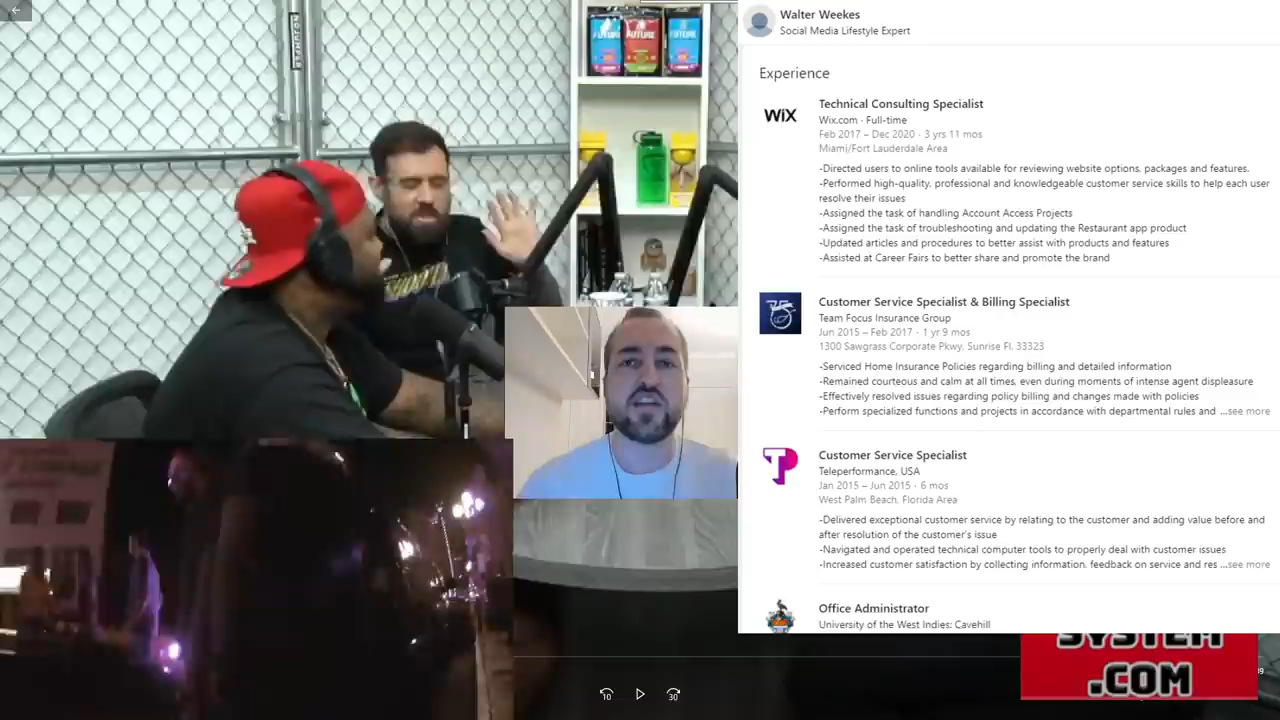 Walter Weekes
Social Media Lifestyle Expert
Experience
WiX
Technical Consulting Specialist
Wix.com · Full-time
Feb 2017 – Dec 2020 · 3 yrs 11 mos
Miami/Fort Lauderdale Area
-Directed users to online tools available for reviewing website options, packages and features.
-Performed high-quality, professional and knowledgeable customer service skills to help each user
resolve their issues
-Assigned the task of handling Account Access Projects
-Assigned the task of troubleshooting and updating the Restaurant app product
-Updated articles and procedures to better assist with products and features
-Assisted at Career Fairs to better share and promote the brand
Customer Service Specialist & Billing Specialist
Team Focus Insurance Group
Jun 2015 – Feb 2017 · 1 yr 9 mos
1300 Sawgrass Corporate Pkwy, Sunrise Fl, 33323
-Serviced Home Insurance Policies regarding billing and detailed information
-Remained courteous and calm at all times, even during moments of intense agent displeasure
-Effectively resolved issues regarding policy billing and changes made with policies
-Perform specialized functions and projects in accordance with departmental rules and ...see more
Customer Service Specialist
Teleperformance, USA
Jan 2015 – Jun 2015 · 6 mos
West Palm Beach, Florida Area
-Delivered exceptional customer service by relating to the customer and adding value before and
after resolution of the customer's issue
-Navigated and operated technical computer tools to properly deal with customer issues
-Increased customer satisfaction by collecting information, feedback on service and res ...see more
Office Administrator
University of the West Indies: Cavehill
SYSTEM
.COM
FUTURE
10
30